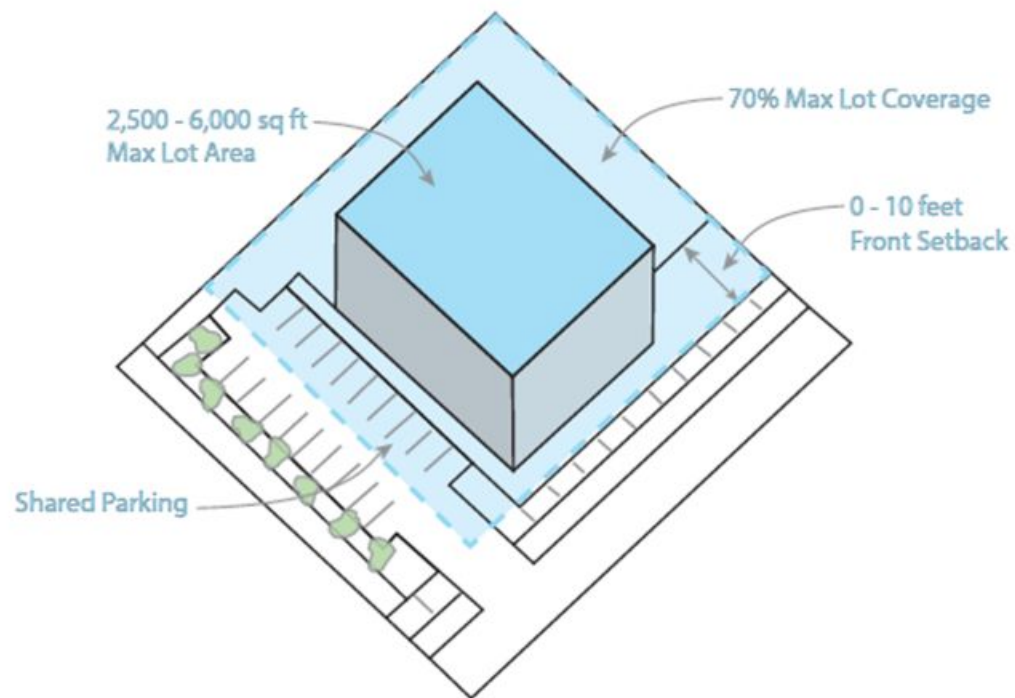 2,500 - 6,000 sq ft
Max Lot Area
70% Max Lot Coverage
0 - 10 feet
Front Setback
Shared Parking